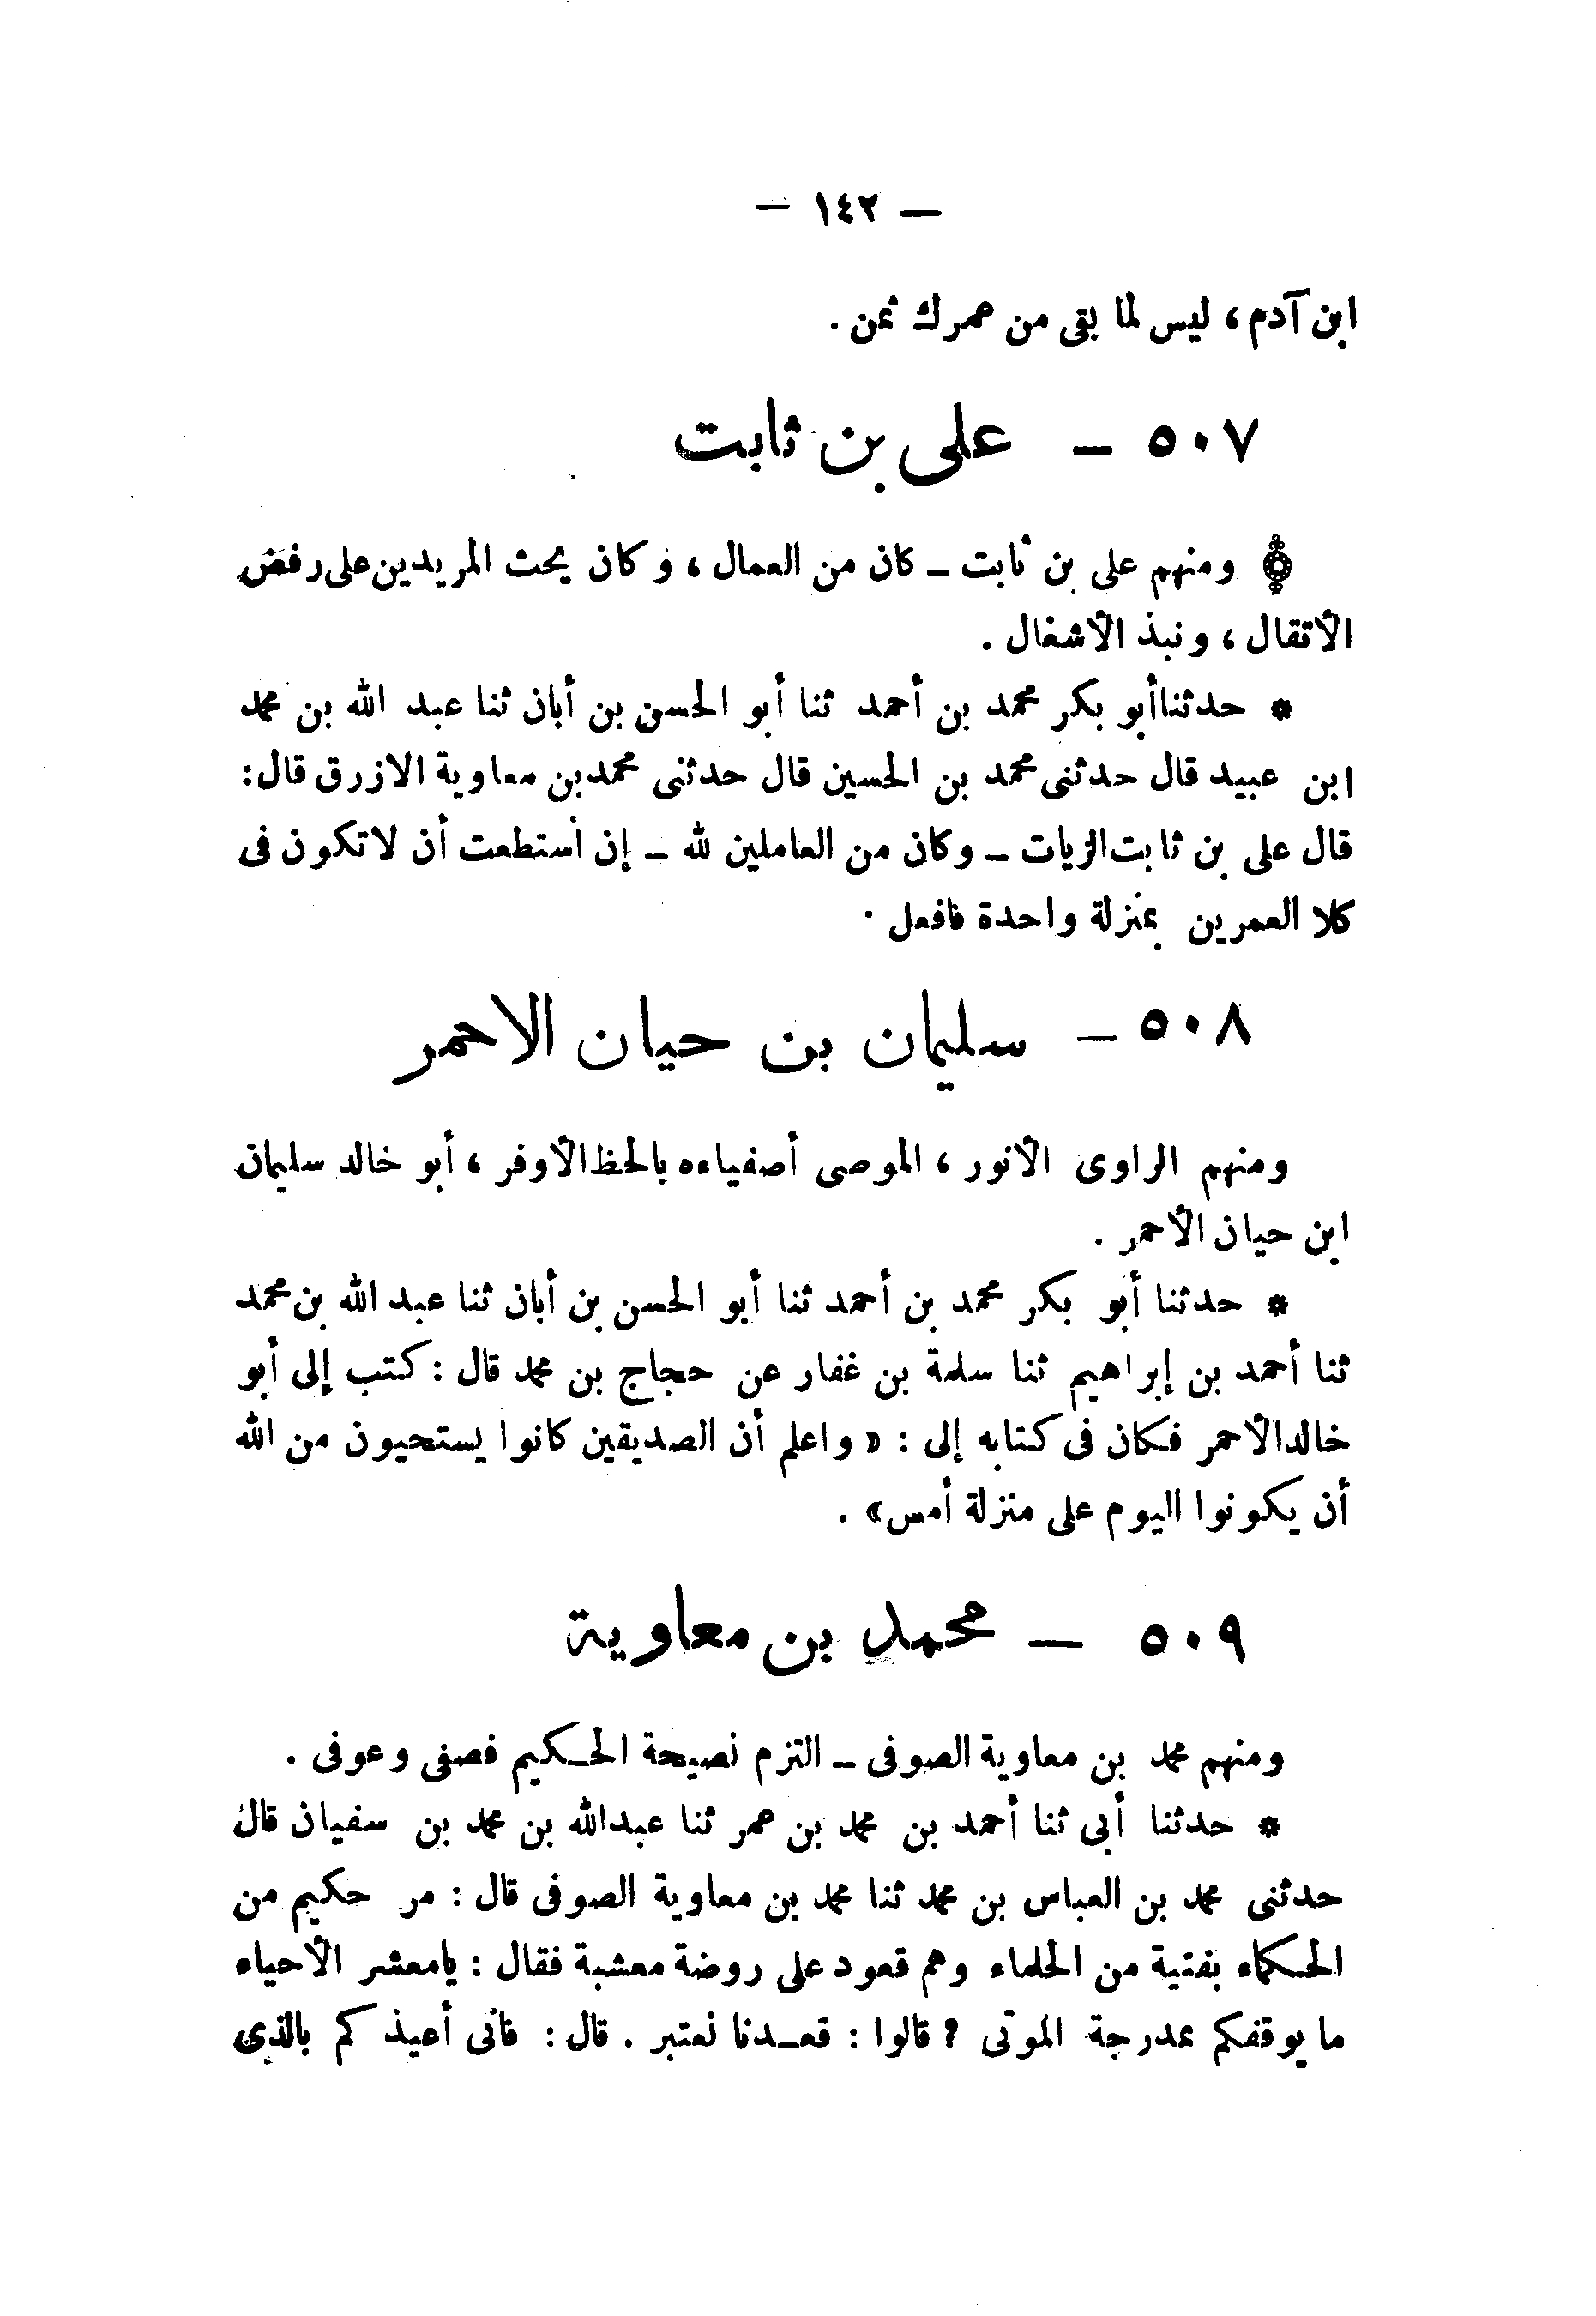 — ١٤٢ —
ابن آدم، ليس لما بقى من عمرك ثمن .
٥٠٧ — على بن ثابت
ومنهم على بن ثابت ـ كان من العمال ، وكان يحث المريدين على رفض
الأثقال ، ونبذ الأشغال .
* حدثنا أبو بكر محمد بن أحمد ثنا أبو الحسن بن أبان ثنا عبد الله بن محمد
ابن عبيد قال حدثنى محمد بن الحسين قال حدثنى محمد بن معاوية الازرق قال :
قال على بن ثابت الزيات ـ وكان من العاملين لله ـ إن أستطعت أن لا تكون فى
كلا العمرين بمنزلة واحدة فافعل .
٥٠٨ — سليمان بن حيان الاحمر
ومنهم الراوى الأنور ، الموصى أصفياءه بالحظ الأوفر ، أبو خالد سليمان
ابن حيان الأحمر .
* حدثنا أبو بكر محمد بن أحمد ثنا أبو الحسن بن أبان ثنا عبد الله بن محمد
ثنا أحمد بن إبراهيم ثنا سلمة بن غفار عن حجاج بن محمد قال : كتب إلى أبو
خالد الأحمر فكان فى كتابه إلى : « واعلم أن الصديقين كانوا يستحيون من الله
أن يكونوا اليوم على منزلة أمس » .
٥٠٩ — محمد بن معاوية
ومنهم محمد بن معاوية الصوفى ـ التزم نصيحة الحكيم فصفى وعوفى .
* حدثنا أبى ثنا أحمد بن محمد بن عمر ثنا عبد الله بن محمد بن سفيان قال
حدثنى محمد بن العباس بن محمد ثنا محمد بن معاوية الصوفى قال : مر حكيم من
الحكماء بفتية من الحلماء وهم قعود على روضة معشبة فقال : يا معشر الأحياء
ما يوقفكم بمدرجة الموتى ؟ قالوا : قعدنا نعتبر . قال : فانى أعيذكم بالذى